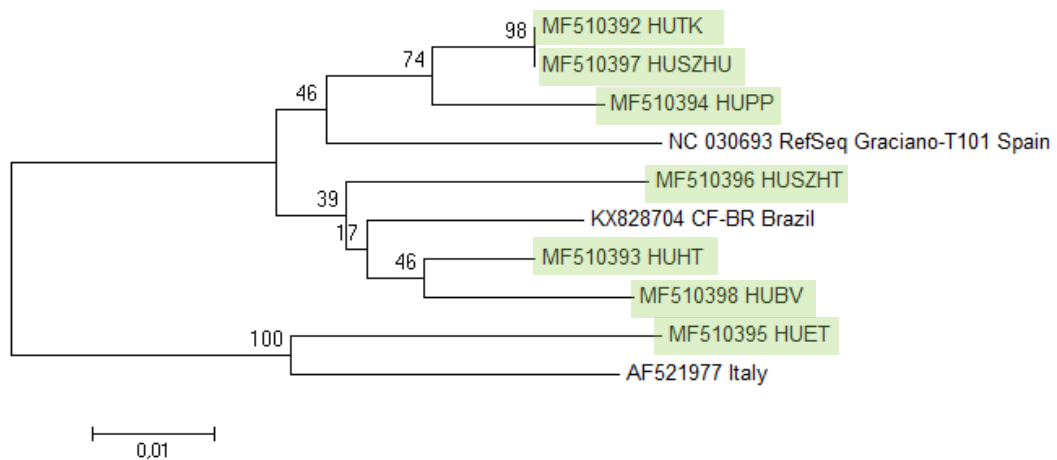 98
MF510392 HUTK
MF510397 HUSZHU
74
MF510394 HUPP
46
NC 030693 RefSeq Graciano-T101 Spain
MF510396 HUSZHT
39
KX828704 CF-BR Brazil
17
MF510393 HUHT
46
MF510398 HUBV
MF510395 HUET
100
AF521977 Italy
0,01